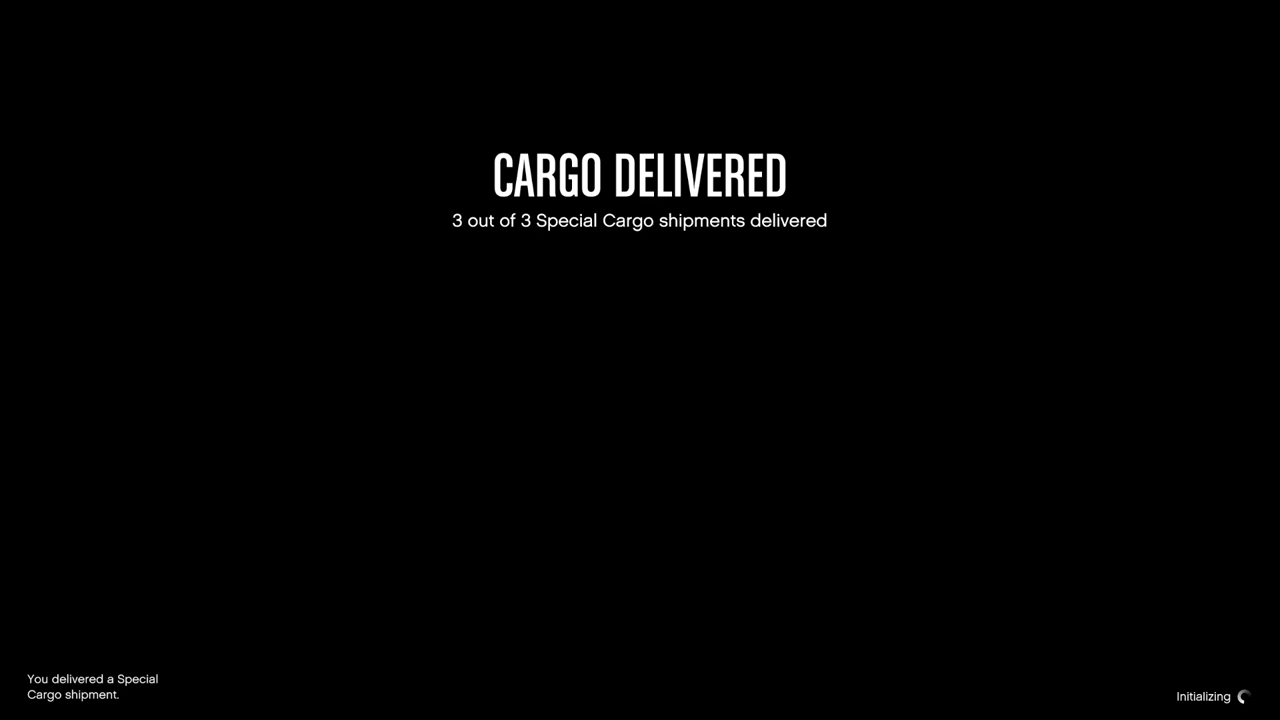 CARGO DELIVERED
3 out of 3 Special Cargo shipments delivered
You delivered a Special
Cargo shipment.
Initializing